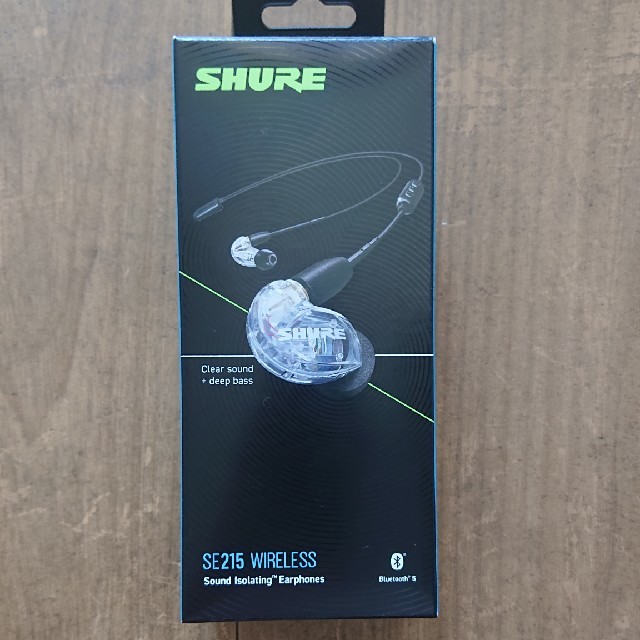 SHURE
SHURE
Clear sound
+ deep bass
SE215 WIRELESS
Sound Isolating™ Earphones
Bluetooth® 5